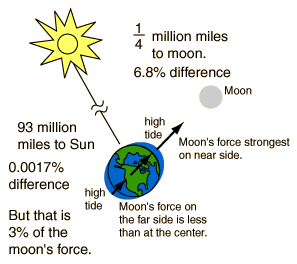 1
4
million miles
to moon.
6.8% difference
Moon
high
tide
Moon's force strongest
on near side.
93 million
miles to Sun
0.0017%
difference
But that is
3% of the
moon's force.
high
tide
Moon's force on
the far side is less
than at the center.